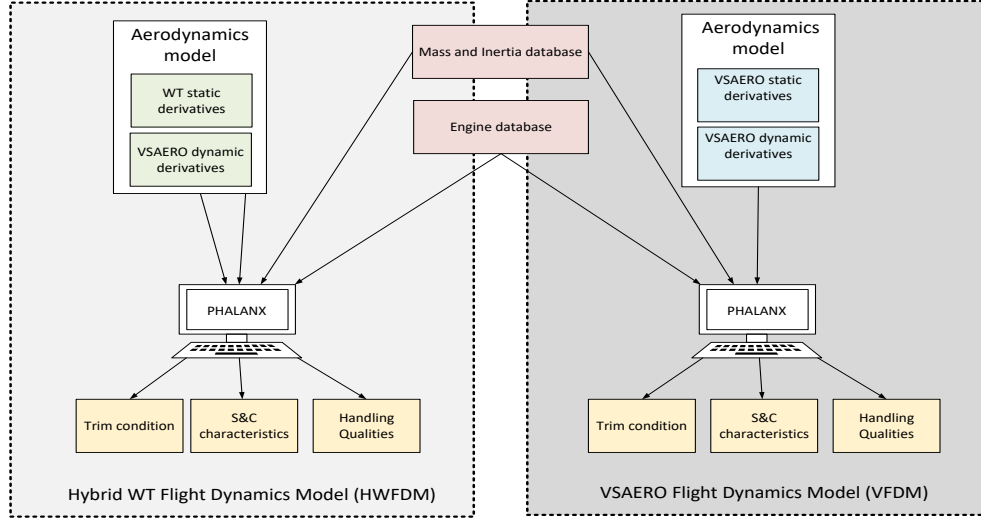 Aerodynamics
model
WT static
derivatives
VSAERO dynamic
derivatives
Mass and Inertia database
Engine database
Aerodynamics
model
VSAERO static
derivatives
VSAERO dynamic
derivatives
PHALANX
PHALANX
Trim condition
S&C
characteristics
Handling
Qualities
Trim condition
S&C
characteristics
Handling
Qualities
Hybrid WT Flight Dynamics Model (HWFDM)
VSAERO Flight Dynamics Model (VFDM)